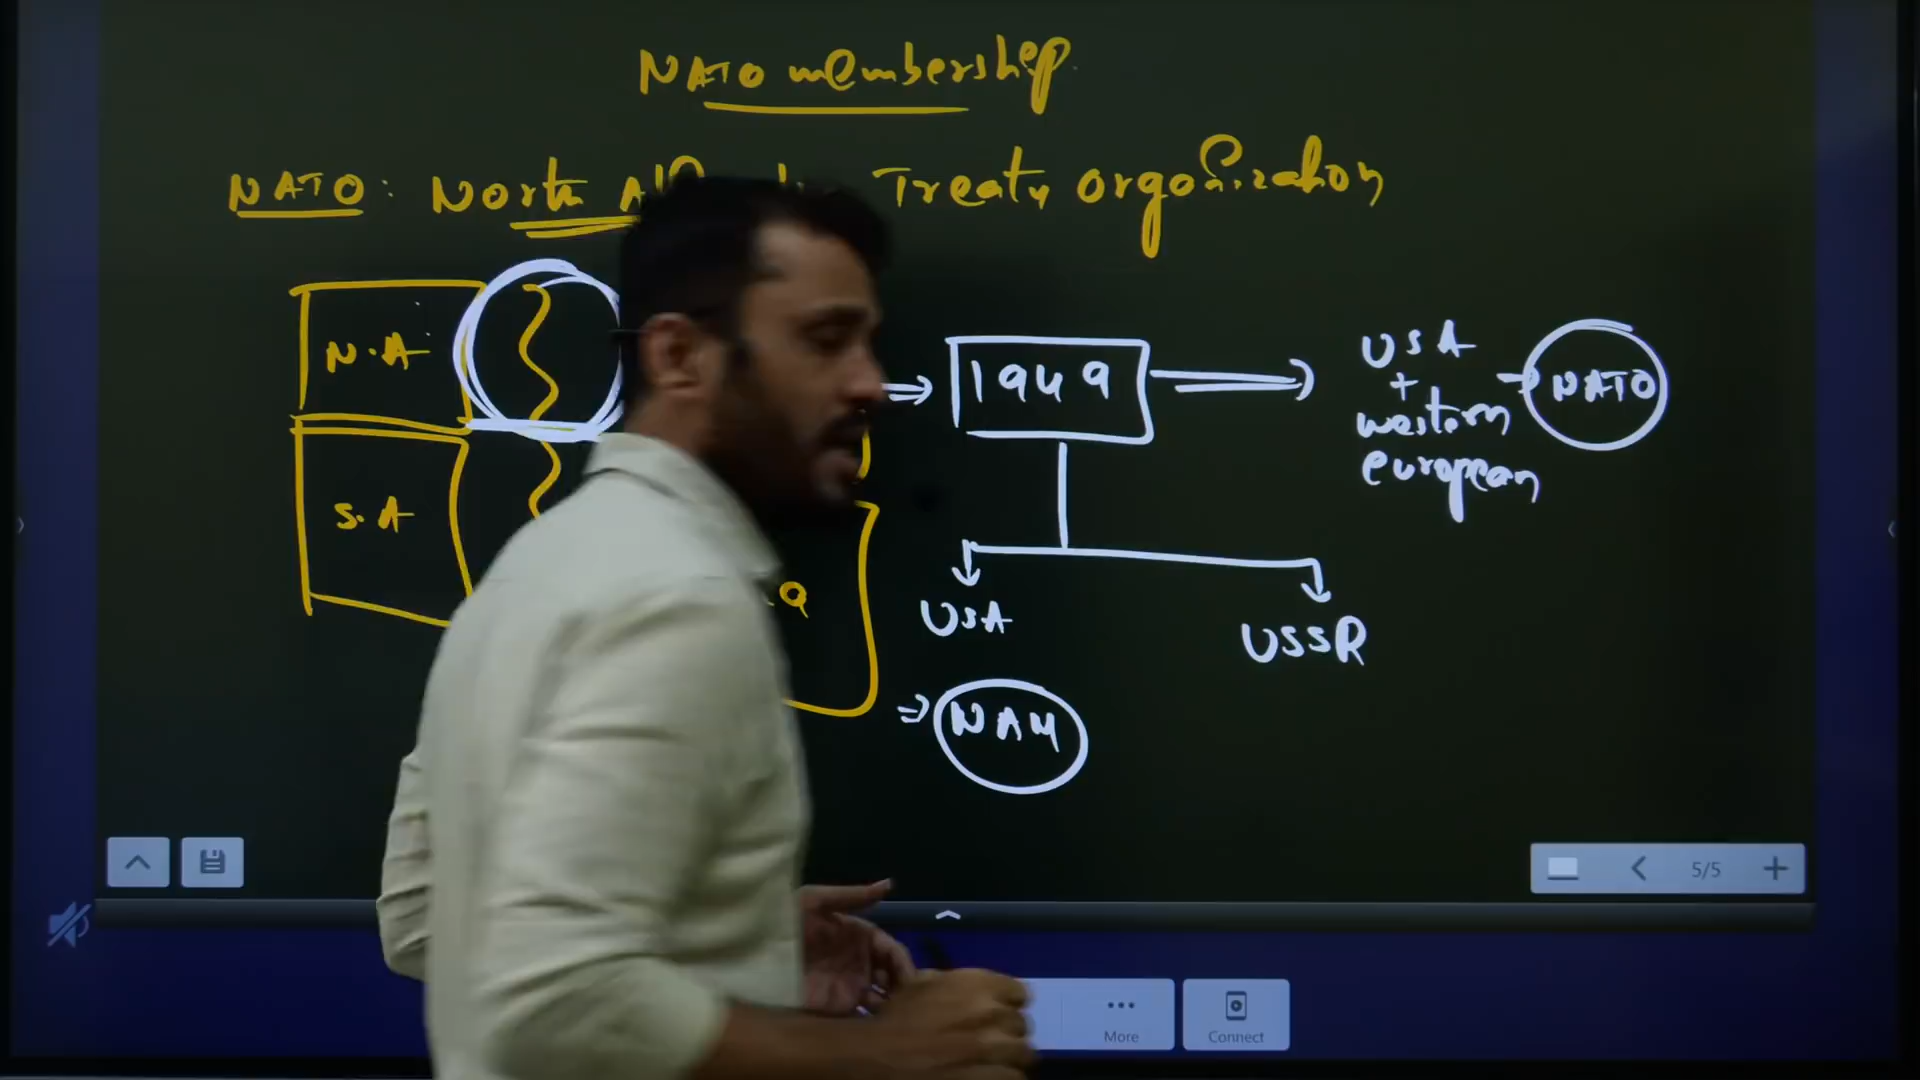 NATO membership.
NATO: North Treaty organization
N.A
S.A
1949
USA
+
western
european
NATO
USA
USSR
NAM
5/5
More
Connect